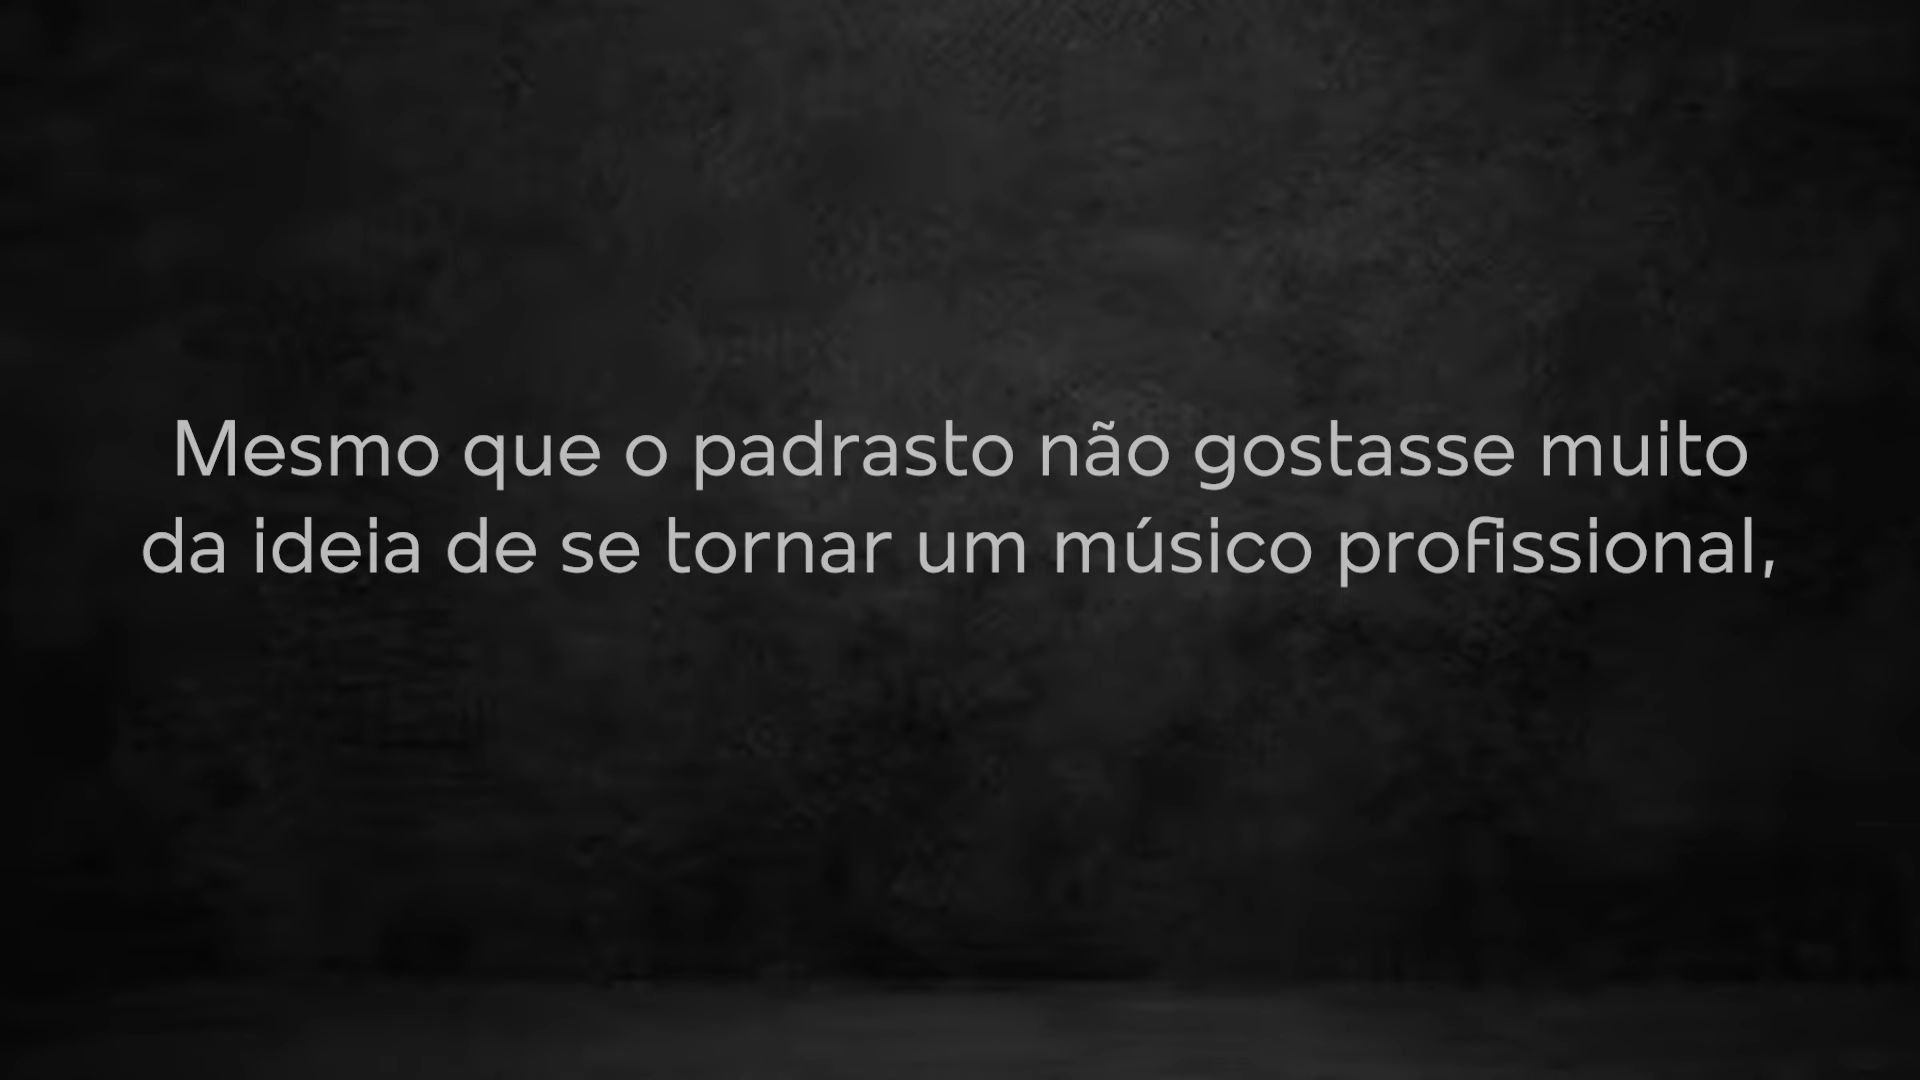 Mesmo que o padrasto não gostasse muito
da ideia de se tornar um músico profissional,